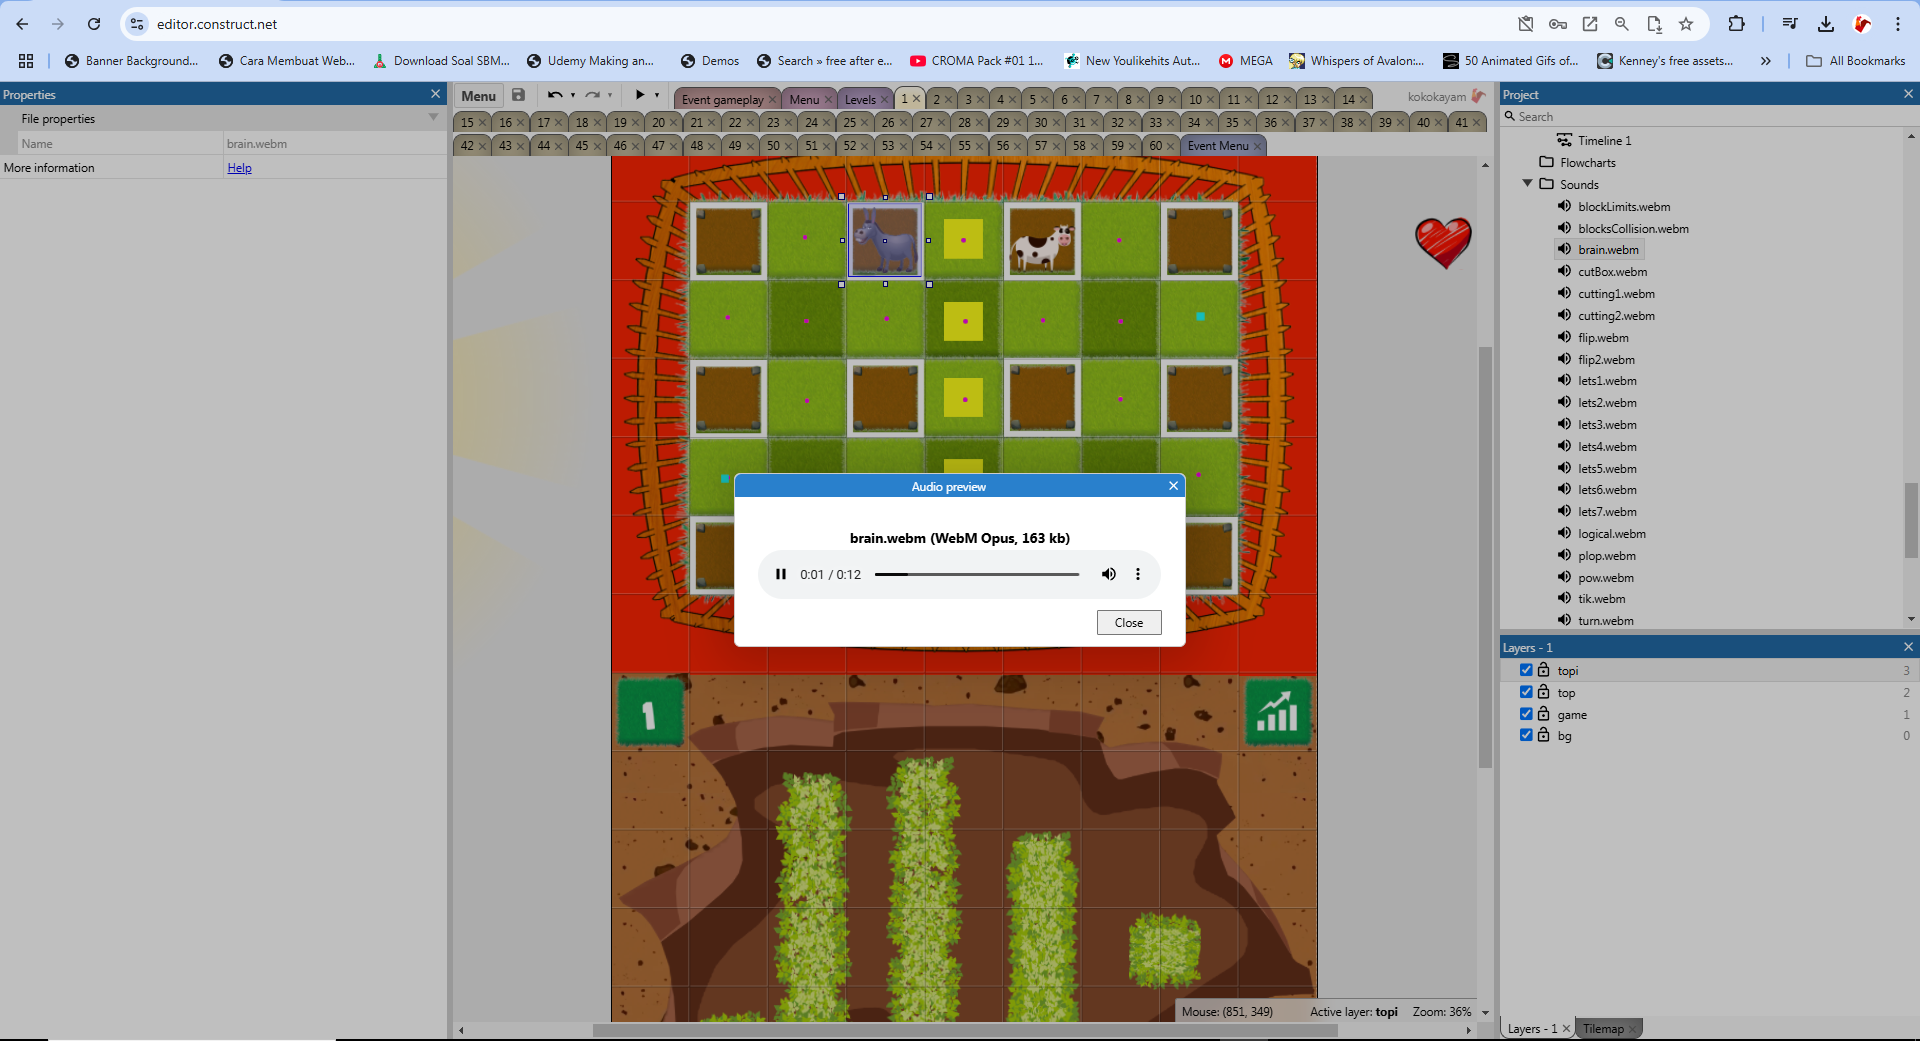 editor.construct.net
Banner Background...
Cara Membuat Web...
Download Soal SBM...
Udemy Making an...
Demos
Search » free after e...
CROMA Pack #01 1...
New Youlikehits Aut...
MEGA
Whispers of Avalon:...
50 Animated Gifs of...
Kenney's free assets...
»
All Bookmarks
Properties
File properties
Name brain.webm
More information Help
Menu
Event gameplay Menu Levels 1 2 3 4 5 6 7 8 9 10 11 12 13 14
kokokayam
15 16 17 18 19 20 21 22 23 24 25 26 27 28 29 30 31 32 33 34 35 36 37 38 39 40 41
42 43 44 45 46 47 48 49 50 51 52 53 54 55 56 57 58 59 60 Event Menu
Audio preview
brain.webm (WebM Opus, 163 kb)
0:01 / 0:12
Close
1
Mouse: (851, 349) Active layer: topi Zoom: 36%
Project
Search
Timeline 1
Flowcharts
Sounds
blockLimits.webm
blocksCollision.webm
brain.webm
cutBox.webm
cutting1.webm
cutting2.webm
flip.webm
flip2.webm
lets1.webm
lets2.webm
lets3.webm
lets4.webm
lets5.webm
lets6.webm
lets7.webm
logical.webm
plop.webm
pow.webm
tik.webm
turn.webm
Layers - 1
topi 3
top 2
game 1
bg 0
Layers - 1 Tilemap